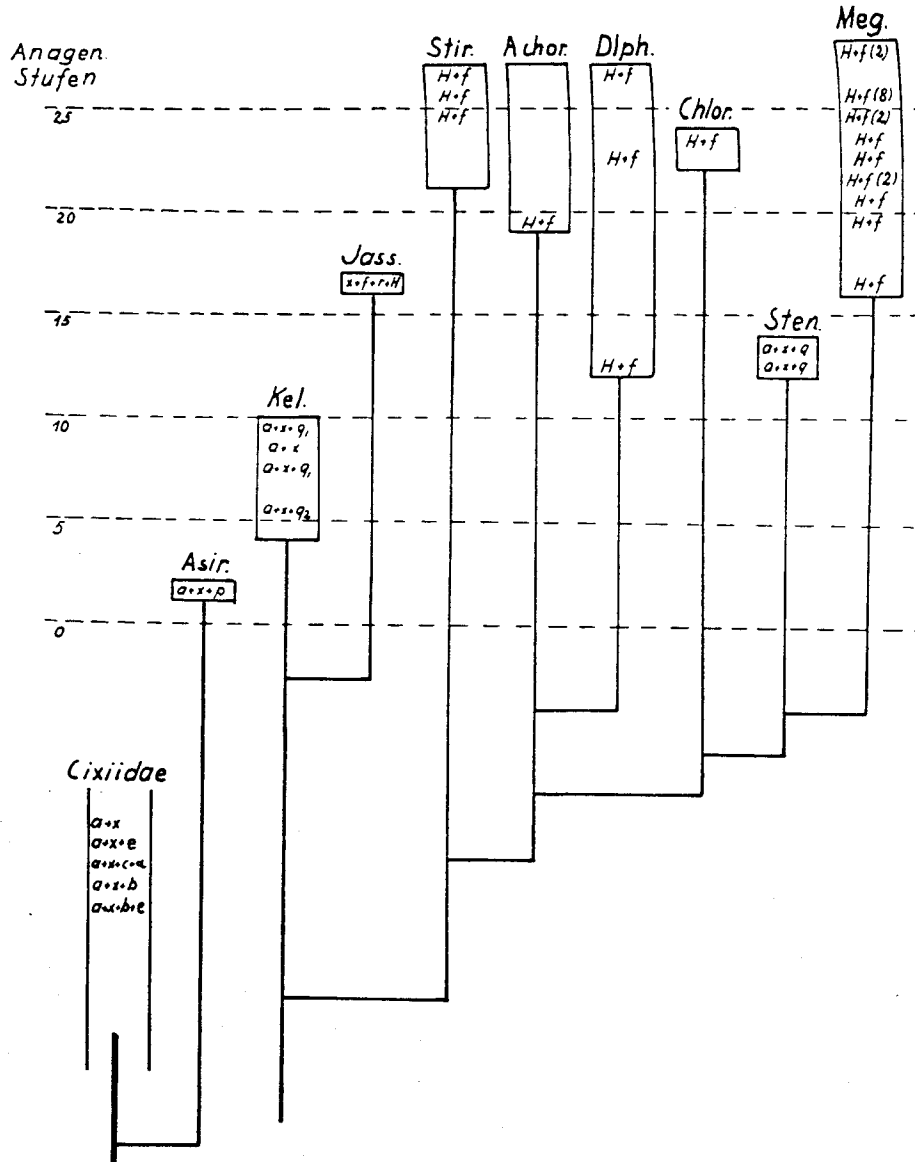 Anagen.
Stufen
Stir.
Achor.
Dlph.
Chlor.
Meg.
H+f
H+f
H+f
H+f
H+f
H+f
H+f
H+f
H+f (2)
H+f (8)
H+f (2)
H+f
H+f
H+f (2)
H+f
H+f
H+f
25
20
15
10
5
0
Jass.
x+f+r+H
Sten.
a+x+q
a+x+q
Kel.
a+x+q₁
a+x
a+x+q₁
a+x+q₂
Asir.
a+x+p
Cixiidae
a+x
a+x+e
a+x+b
a+x+b+e